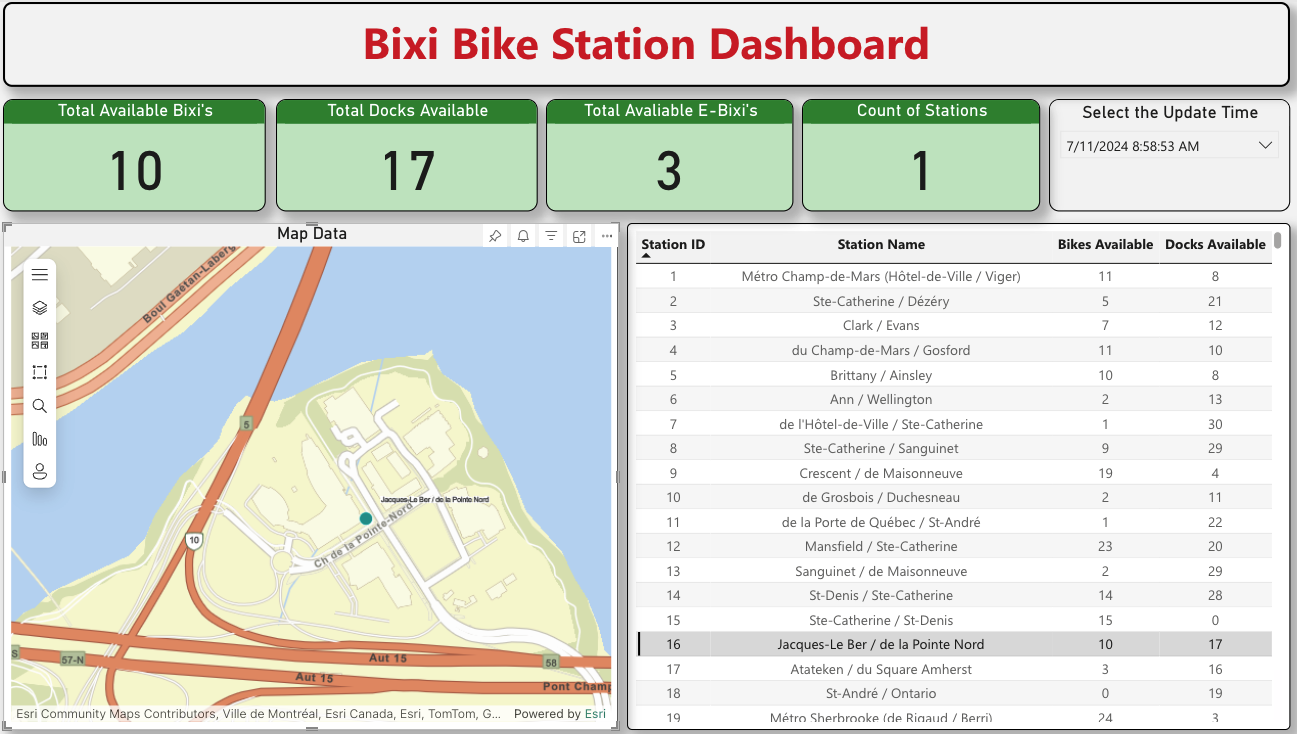 Bixi Bike Station Dashboard
Total Available Bixi's
10
Total Docks Available
17
Total Avaliable E-Bixi's
3
Count of Stations
1
Select the Update Time
7/11/2024 8:58:53 AM
Map Data
Boul Gaétan-Laberg
5
Jacques-Le Ber / de la Pointe Nord
10
Ch de la Pointe-Nord
S
57-N
Aut 15
58
Aut 15
Pont Champ
Esri Community Maps Contributors, Ville de Montréal, Esri Canada, Esri, TomTom, G... Powered by Esri
Station ID Station Name Bikes Available Docks Available
1 Métro Champ-de-Mars (Hôtel-de-Ville / Viger) 11 8
2 Ste-Catherine / Dézéry 5 21
3 Clark / Evans 7 12
4 du Champ-de-Mars / Gosford 11 10
5 Brittany / Ainsley 10 8
6 Ann / Wellington 2 13
7 de l'Hôtel-de-Ville / Ste-Catherine 1 30
8 Ste-Catherine / Sanguinet 9 29
9 Crescent / de Maisonneuve 19 4
10 de Grosbois / Duchesneau 2 11
11 de la Porte de Québec / St-André 1 22
12 Mansfield / Ste-Catherine 23 20
13 Sanguinet / de Maisonneuve 2 29
14 St-Denis / Ste-Catherine 14 28
15 Ste-Catherine / St-Denis 15 0
16 Jacques-Le Ber / de la Pointe Nord 10 17
17 Atateken / du Square Amherst 3 16
18 St-André / Ontario 0 19
19 Métro Sherbrooke (de Rigaud / Berri) 24 3